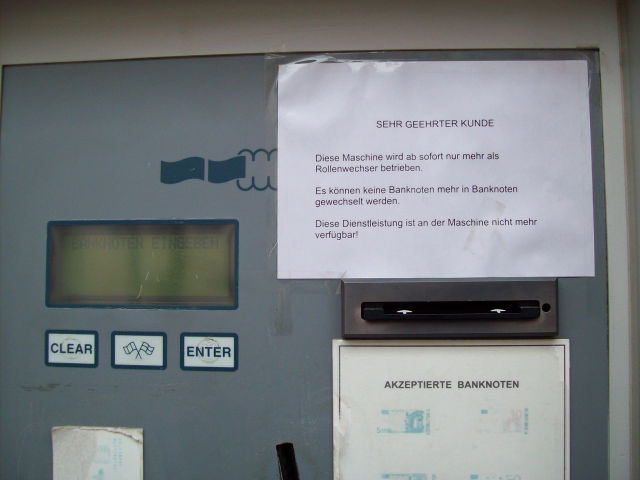 SEHR GEEHRTER KUNDE
Diese Maschine wird ab sofort nur mehr als
Rollenwechser betrieben.
Es können keine Banknoten mehr in Banknoten
gewechselt werden.
Diese Dienstleistung ist an der Maschine nicht mehr
verfügbar!
BANKNOTEN EINGEBEN
CLEAR
ENTER
AKZEPTIERTE BANKNOTEN